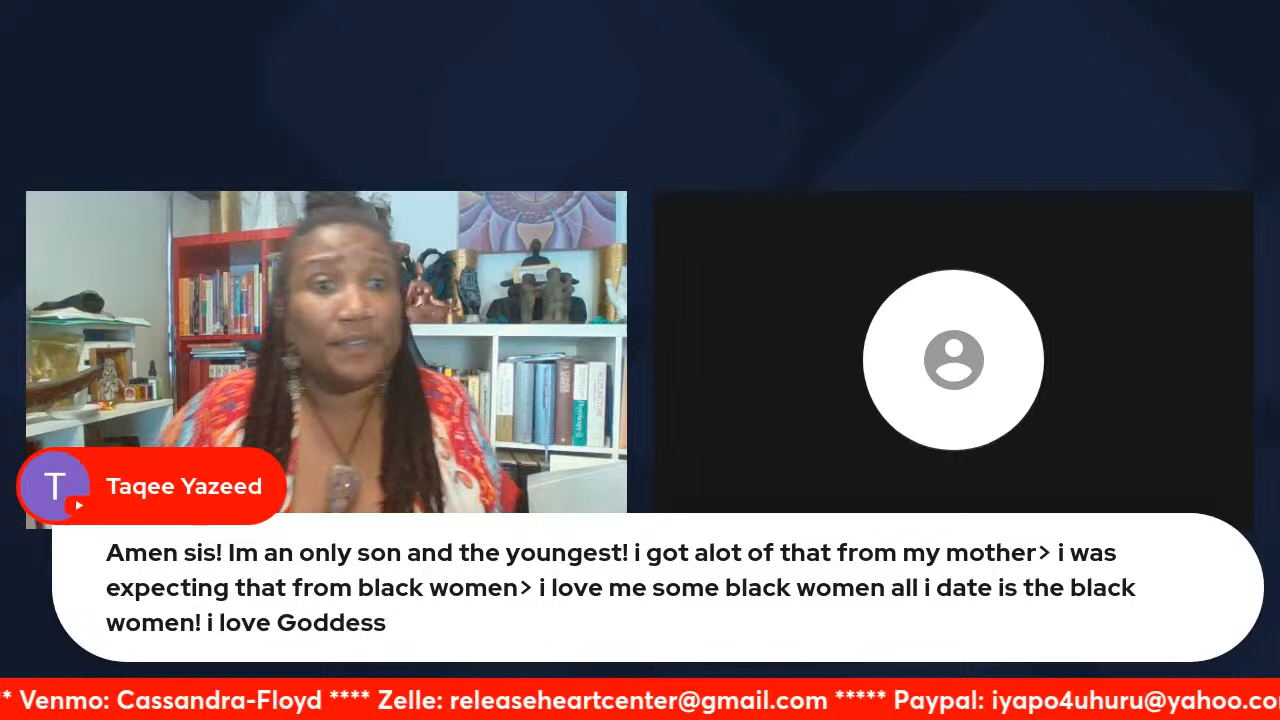 T
Taqee Yazeed
Amen sis! Im an only son and the youngest! i got alot of that from my mother> i was
expecting that from black women> i love me some black women all i date is the black
women! i love Goddess
** Venmo: Cassandra-Floyd **** Zelle: releaseheartcenter@gmail.com ***** Paypal: iyapo4uhuru@yahoo.co